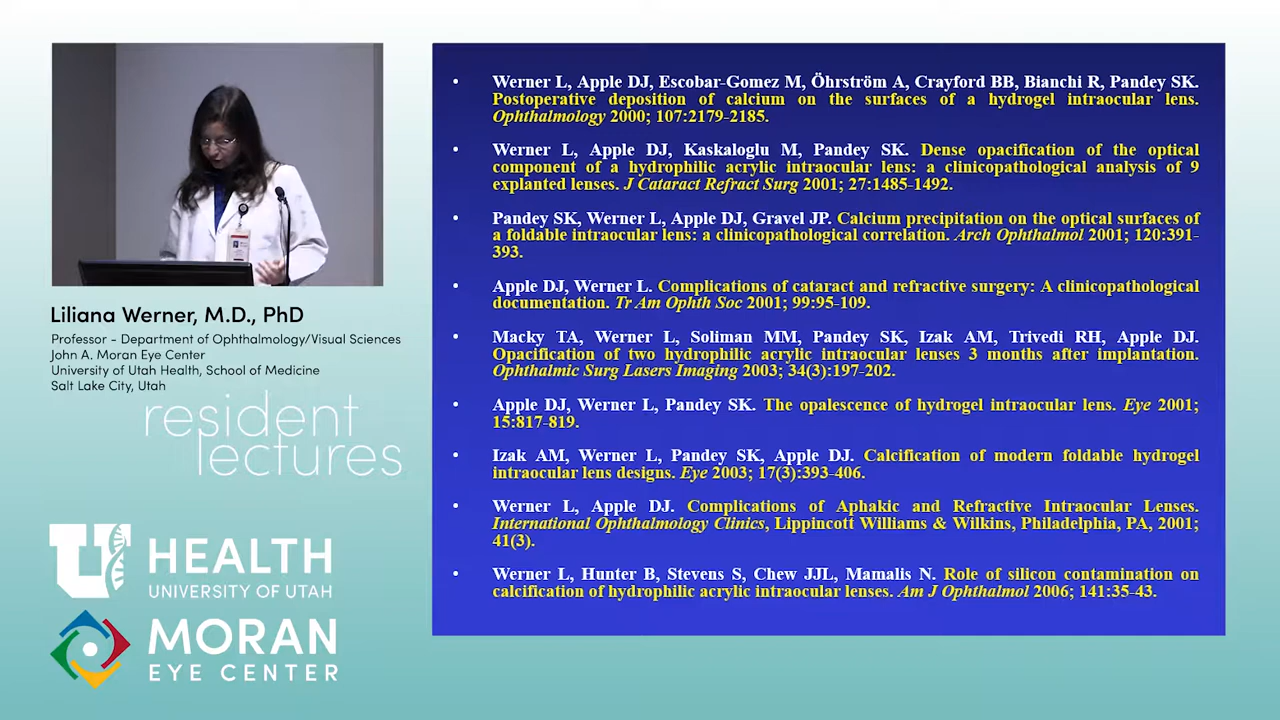 Liliana Werner, M.D., PhD
Professor - Department of Ophthalmology/Visual Sciences
John A. Moran Eye Center
University of Utah Health, School of Medicine
Salt Lake City, Utah
resident
lectures
U HEALTH
UNIVERSITY OF UTAH
MORAN
EYE CENTER
• Werner L, Apple DJ, Escobar-Gomez M, Öhrström A, Crayford BB, Bianchi R, Pandey SK.
Postoperative deposition of calcium on the surfaces of a hydrogel intraocular lens.
Ophthalmology 2000; 107:2179-2185.
• Werner L, Apple DJ, Kaskaloglu M, Pandey SK. Dense opacification of the optical
component of a hydrophilic acrylic intraocular lens: a clinicopathological analysis of 9
explanted lenses. J Cataract Refract Surg 2001; 27:1485-1492.
• Pandey SK, Werner L, Apple DJ, Gravel JP. Calcium precipitation on the optical surfaces of
a foldable intraocular lens: a clinicopathological correlation. Arch Ophthalmol 2001; 120:391-
393.
• Apple DJ, Werner L. Complications of cataract and refractive surgery: A clinicopathological
documentation. Tr Am Ophth Soc 2001; 99:95-109.
• Macky TA, Werner L, Soliman MM, Pandey SK, Izak AM, Trivedi RH, Apple DJ.
Opacification of two hydrophilic acrylic intraocular lenses 3 months after implantation.
Ophthalmic Surg Lasers Imaging 2003; 34(3):197-202.
• Apple DJ, Werner L, Pandey SK. The opalescence of hydrogel intraocular lens. Eye 2001;
15:817-819.
• Izak AM, Werner L, Pandey SK, Apple DJ. Calcification of modern foldable hydrogel
intraocular lens designs. Eye 2003; 17(3):393-406.
• Werner L, Apple DJ. Complications of Aphakic and Refractive Intraocular Lenses.
International Ophthalmology Clinics, Lippincott Williams & Wilkins, Philadelphia, PA, 2001;
41(3).
• Werner L, Hunter B, Stevens S, Chew JJL, Mamalis N. Role of silicon contamination on
calcification of hydrophilic acrylic intraocular lenses. Am J Ophthalmol 2006; 141:35-43.